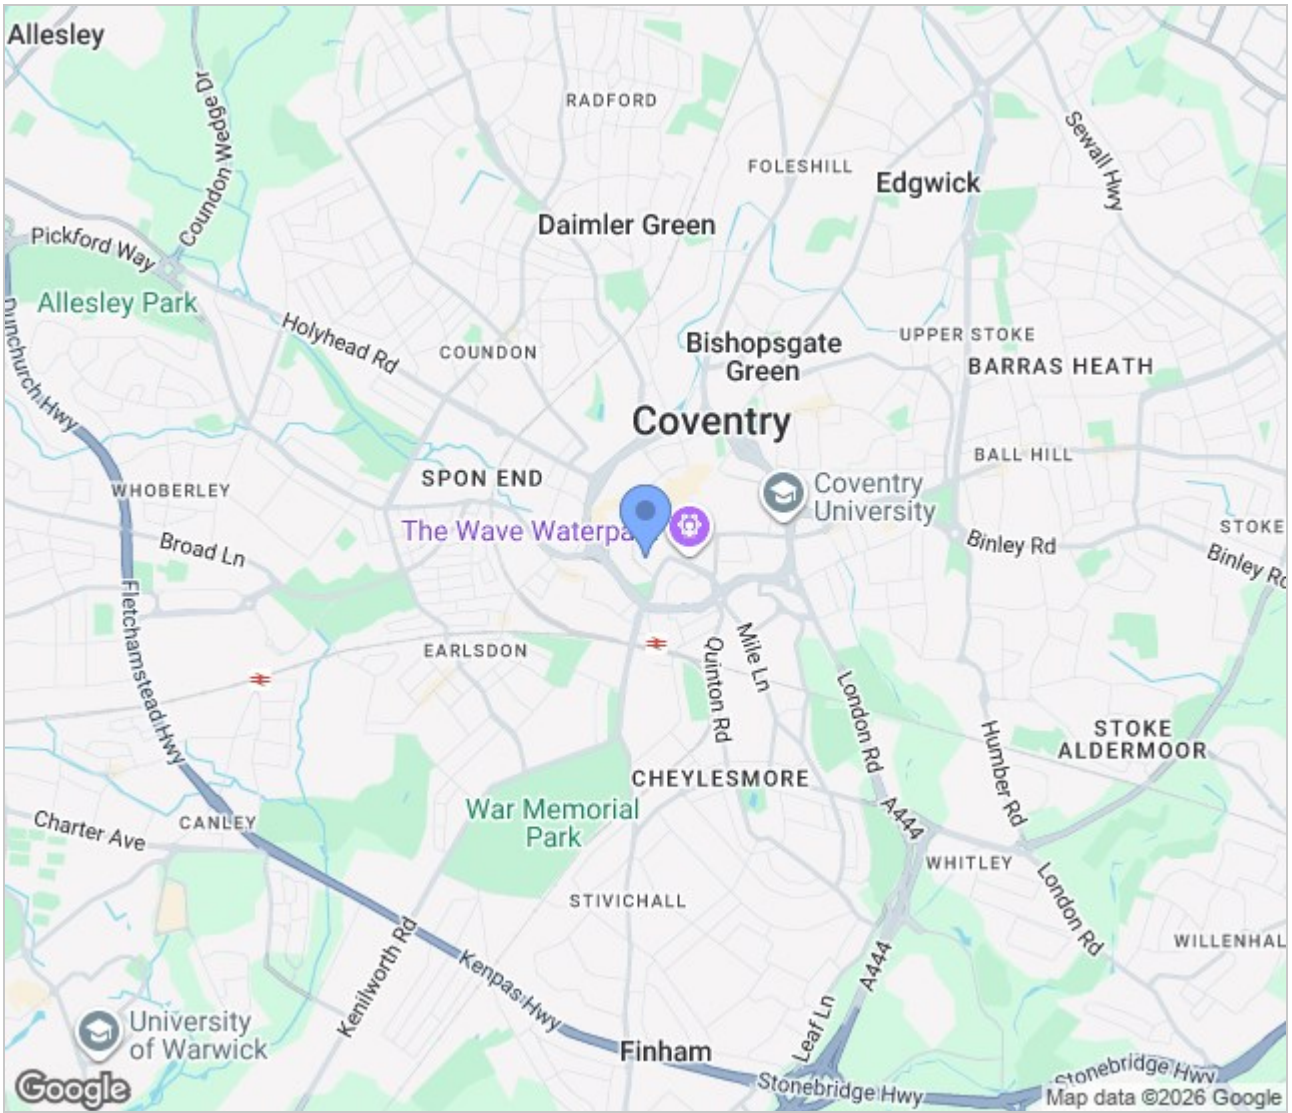 Allesley
Coundon Wedge Dr
RADFORD
Sewall Hwy
FOLESHILL
Edgwick
Daimler Green
Pickford Way
Allesley Park
Dunchurch Hwy
Holyhead Rd
COUNDON
Bishopsgate
Green
UPPER STOKE
BARRAS HEATH
Coventry
BALL HILL
SPON END
WHOBERLEY
Coventry
University
The Wave Waterpa
STOKE
Broad Ln
Binley Rd
Binley Rd
Fletchamstead Hwy
EARLSDON
Quinton Rd
Mile Ln
London Rd
STOKE
ALDERMOOR
Humber Rd
CHEYLESMORE
War Memorial
Park
Charter Ave
CANLEY
A444
WHITLEY
London Rd
STIVICHALL
WILLENHAL
Kenilworth Rd
Kenpas Hwy
A444
University
of Warwick
Leaf Ln
Finham
Stonebridge Hwy
Stonebridge Hwy
Google
Map data ©2026 Google